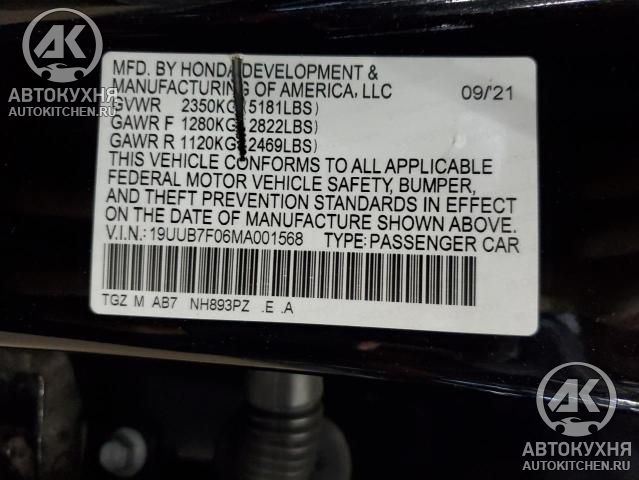 MFD. BY HONDA DEVELOPMENT &
MANUFACTURING OF AMERICA, LLC 09/21
GVWR 2350KG (5181LBS)
GAWR F 1280KG (2822LBS)
GAWR R 1120KG (2469LBS)
THIS VEHICLE CONFORMS TO ALL APPLICABLE
FEDERAL MOTOR VEHICLE SAFETY, BUMPER,
AND THEFT PREVENTION STANDARDS IN EFFECT
ON THE DATE OF MANUFACTURE SHOWN ABOVE.
V.I.N.: 19UUB7F06MA001568 TYPE: PASSENGER CAR
TGZ M AB7 NH893PZ .E .A
АК
АВТОКУХНЯ
AUTOKITCHEN.RU
АК
АВТОКУХНЯ
AUTOKITCHEN.RU